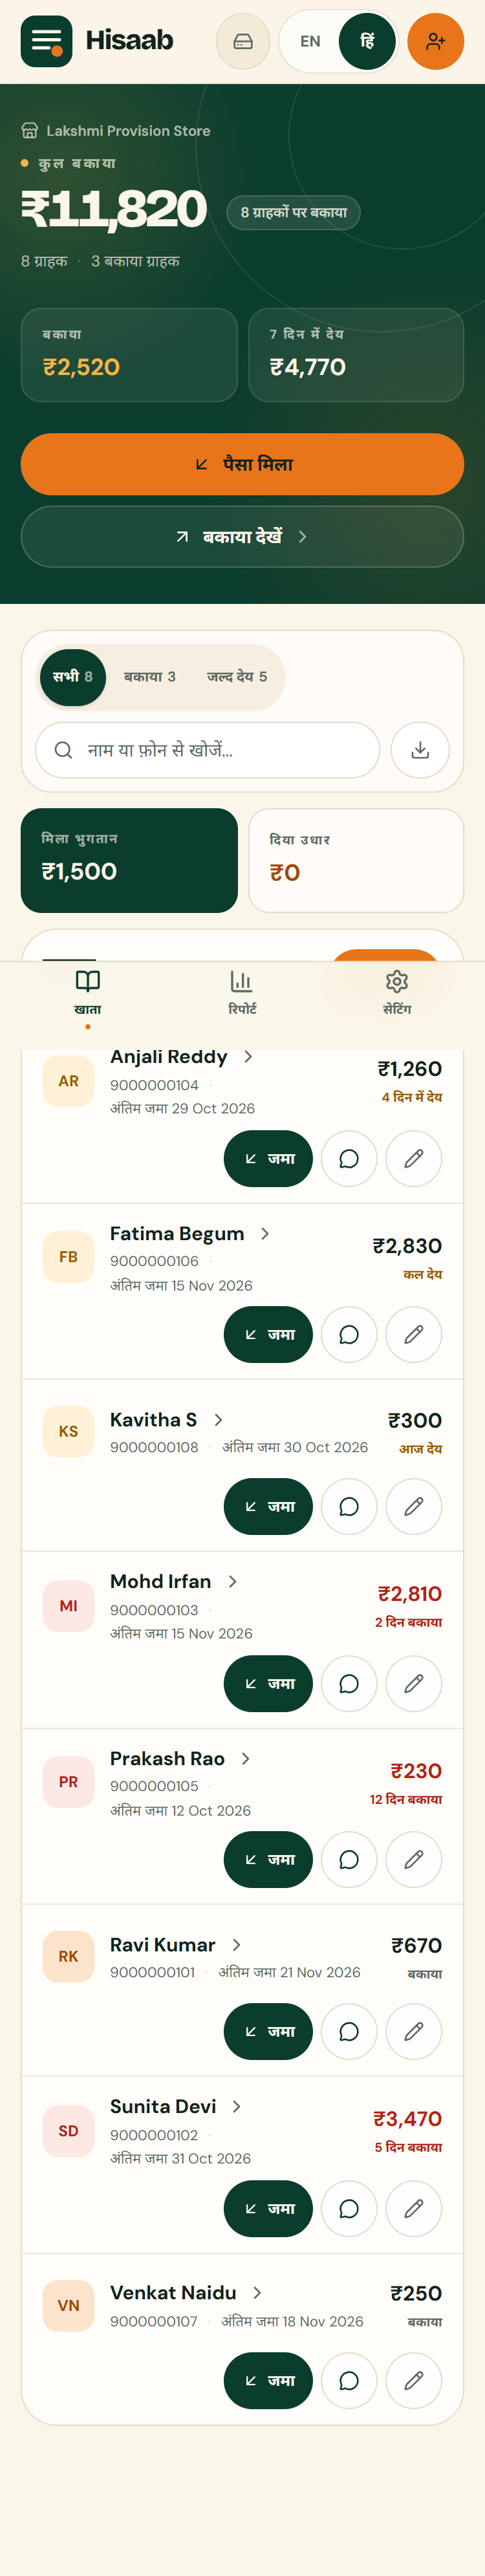 Hisaab
EN
हिं
Lakshmi Provision Store
कुल बकाया
₹11,820
8 ग्राहकों पर बकाया
8 ग्राहक · 3 बकाया ग्राहक
बकाया
₹2,520
7 दिन में देय
₹4,770
पैसा मिला
बकाया देखें
सभी 8
बकाया 3
जल्द देय 5
नाम या फ़ोन से खोजें...
मिला भुगतान
₹1,500
दिया उधार
₹0
खाता
रिपोर्ट
सेटिंग
AR
Anjali Reddy
₹1,260
9000000104 ·
4 दिन में देय
अंतिम जमा 29 Oct 2026
जमा
FB
Fatima Begum
₹2,830
9000000106 ·
कल देय
अंतिम जमा 15 Nov 2026
जमा
KS
Kavitha S
₹300
9000000108 · अंतिम जमा 30 Oct 2026
आज देय
जमा
MI
Mohd Irfan
₹2,810
9000000103 ·
2 दिन बकाया
अंतिम जमा 15 Nov 2026
जमा
PR
Prakash Rao
₹230
9000000105 ·
12 दिन बकाया
अंतिम जमा 12 Oct 2026
जमा
RK
Ravi Kumar
₹670
9000000101 · अंतिम जमा 21 Nov 2026
बकाया
जमा
SD
Sunita Devi
₹3,470
9000000102 ·
5 दिन बकाया
अंतिम जमा 31 Oct 2026
जमा
VN
Venkat Naidu
₹250
9000000107 · अंतिम जमा 18 Nov 2026
बकाया
जमा